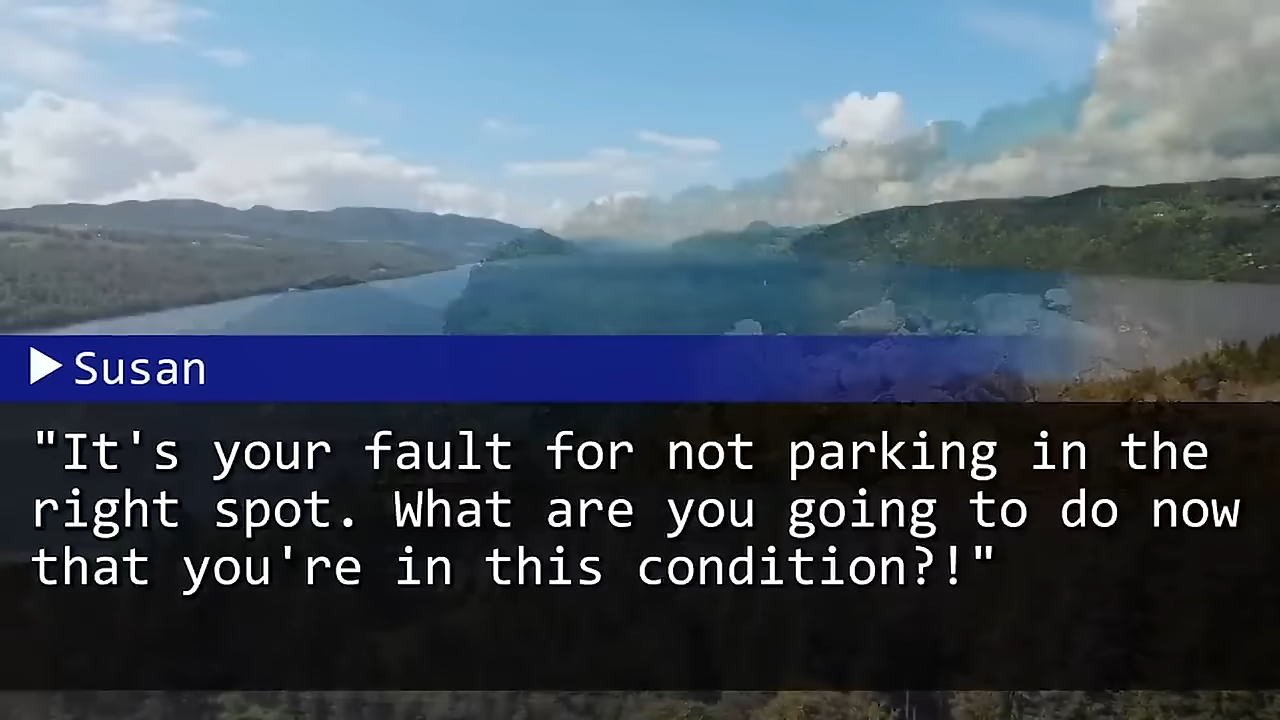 Susan
"It's your fault for not parking in the
right spot. What are you going to do now
that you're in this condition?!"